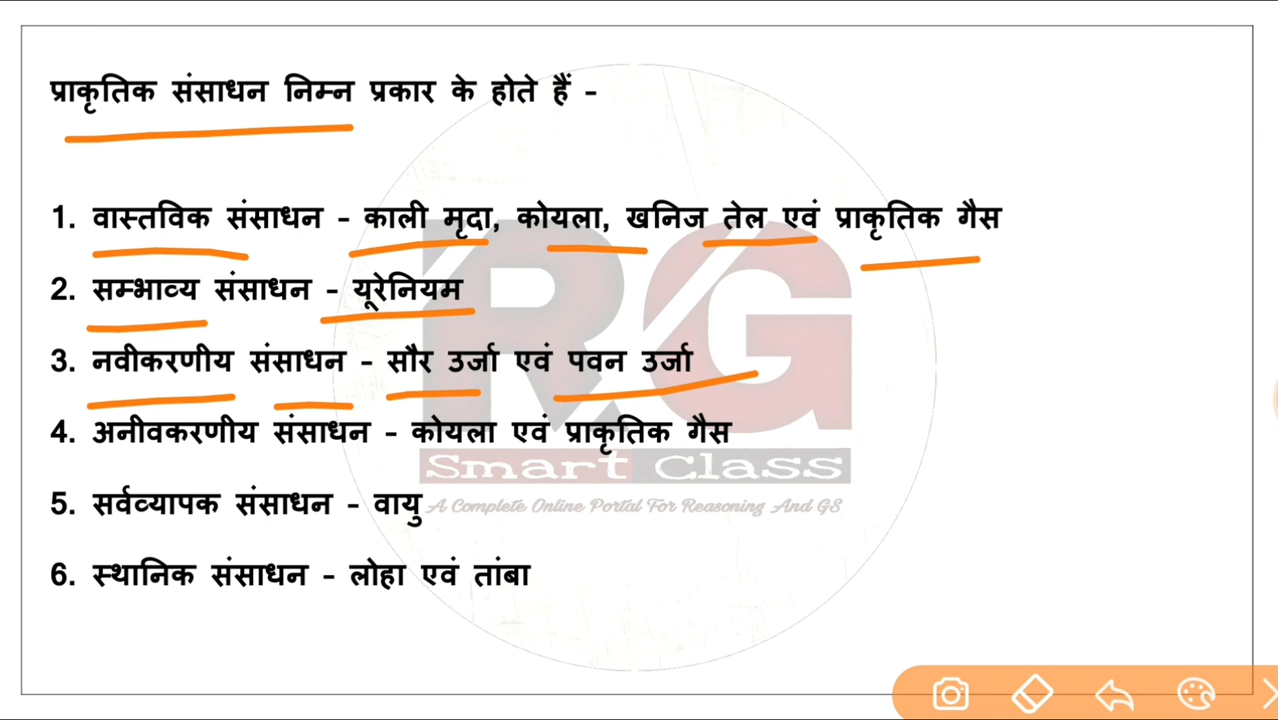 प्राकृतिक संसाधन निम्न प्रकार के होते हैं -
1. वास्तविक संसाधन - काली मृदा, कोयला, खनिज तेल एवं प्राकृतिक गैस
2. सम्भाव्य संसाधन - यूरेनियम
3. नवीकरणीय संसाधन - सौर उर्जा एवं पवन उर्जा
4. अनीवकरणीय संसाधन - कोयला एवं प्राकृतिक गैस
5. सर्वव्यापक संसाधन - वायु
6. स्थानिक संसाधन - लोहा एवं तांबा
RG
Smart Class
A Complete Online Portal For Reasoning And GS